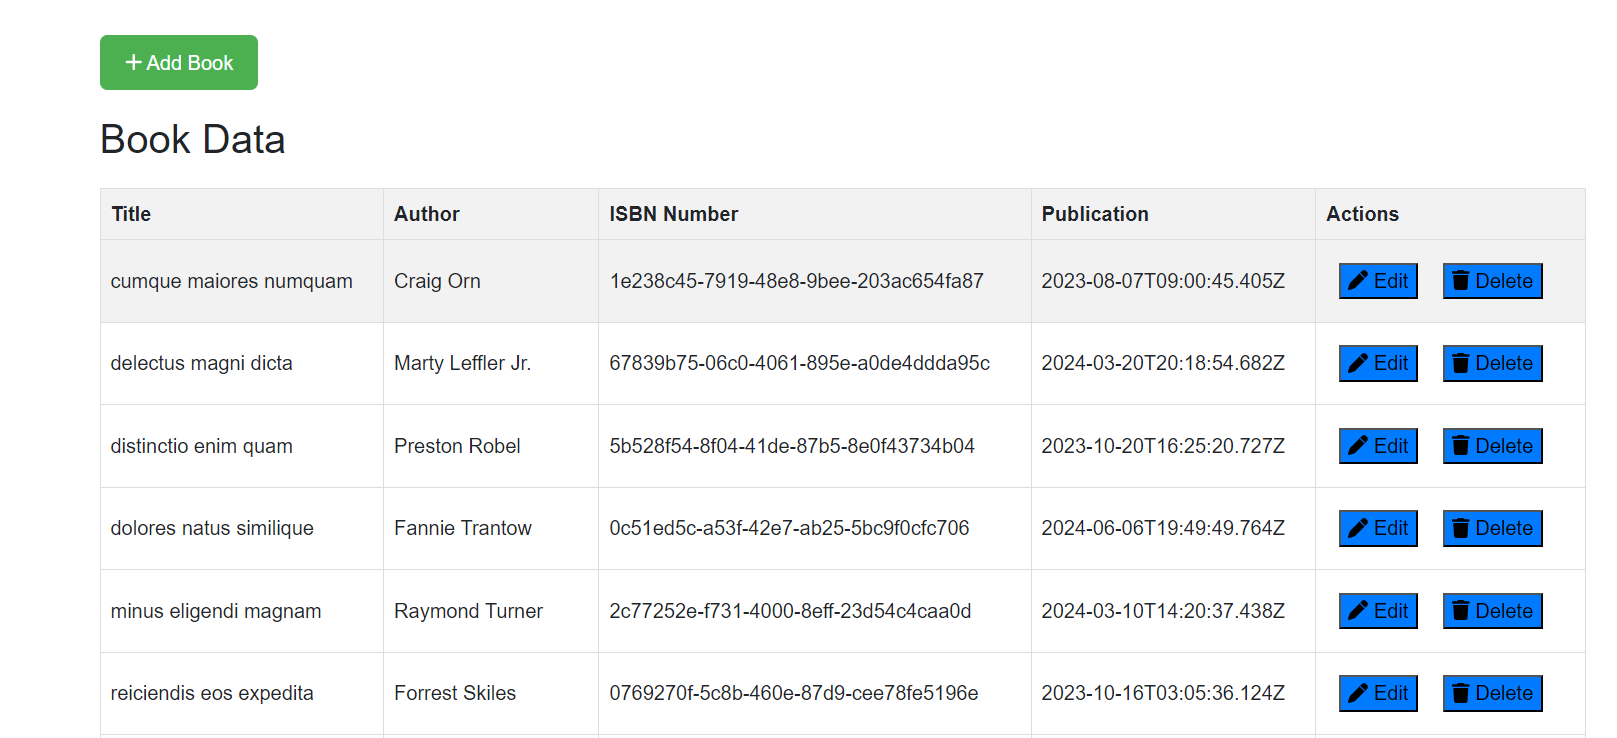 Add Book
Book Data
Title Author ISBN Number Publication Actions
cumque maiores numquam Craig Orn 1e238c45-7919-48e8-9bee-203ac654fa87 2023-08-07T09:00:45.405Z Edit Delete
delectus magni dicta Marty Leffler Jr. 67839b75-06c0-4061-895e-a0de4ddda95c 2024-03-20T20:18:54.682Z Edit Delete
distinctio enim quam Preston Robel 5b528f54-8f04-41de-87b5-8e0f43734b04 2023-10-20T16:25:20.727Z Edit Delete
dolores natus similique Fannie Trantow 0c51ed5c-a53f-42e7-ab25-5bc9f0cfc706 2024-06-06T19:49:49.764Z Edit Delete
minus eligendi magnam Raymond Turner 2c77252e-f731-4000-8eff-23d54c4caa0d 2024-03-10T14:20:37.438Z Edit Delete
reiciendis eos expedita Forrest Skiles 0769270f-5c8b-460e-87d9-cee78fe5196e 2023-10-16T03:05:36.124Z Edit Delete